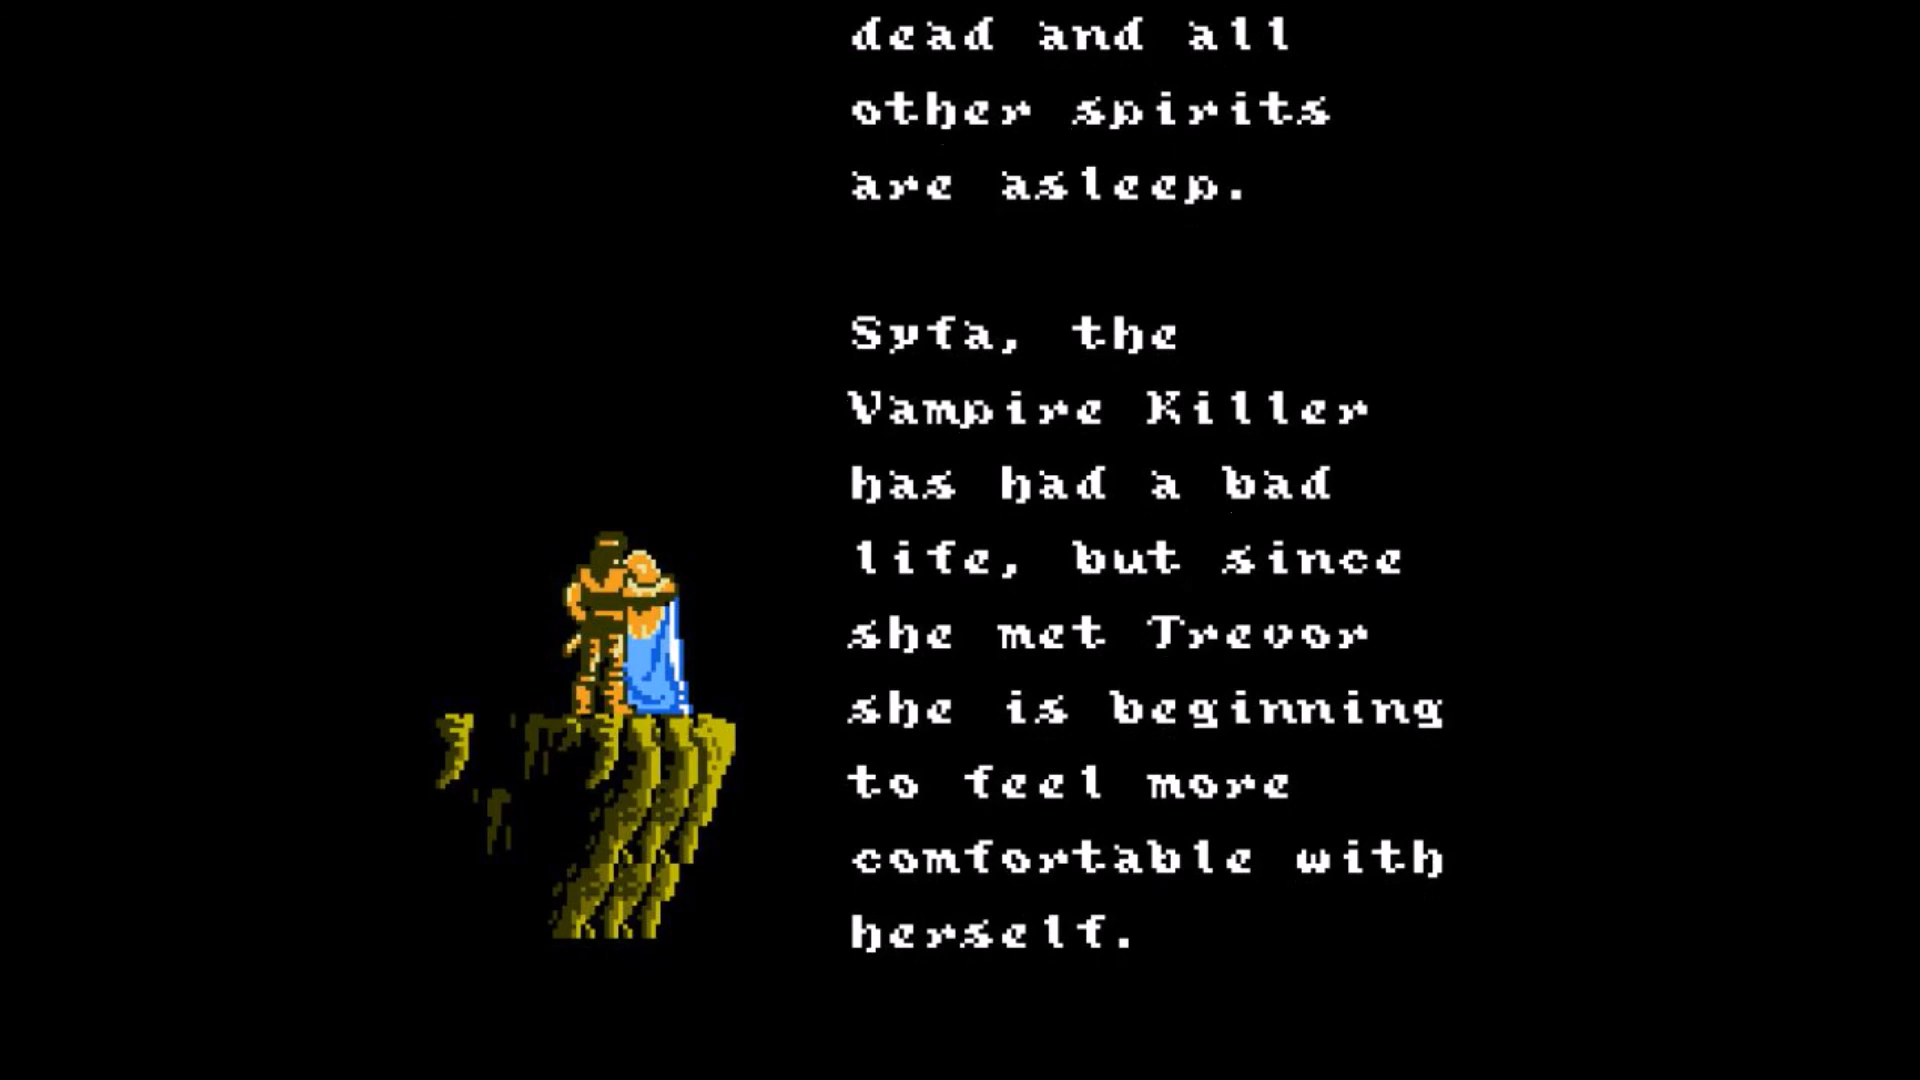 dead and all
other spirits
are asleep.
Syfa, the
Vampire Killer
has had a bad
life, but since
she met Trevor
she is beginning
to feel more
comfortable with
herself.